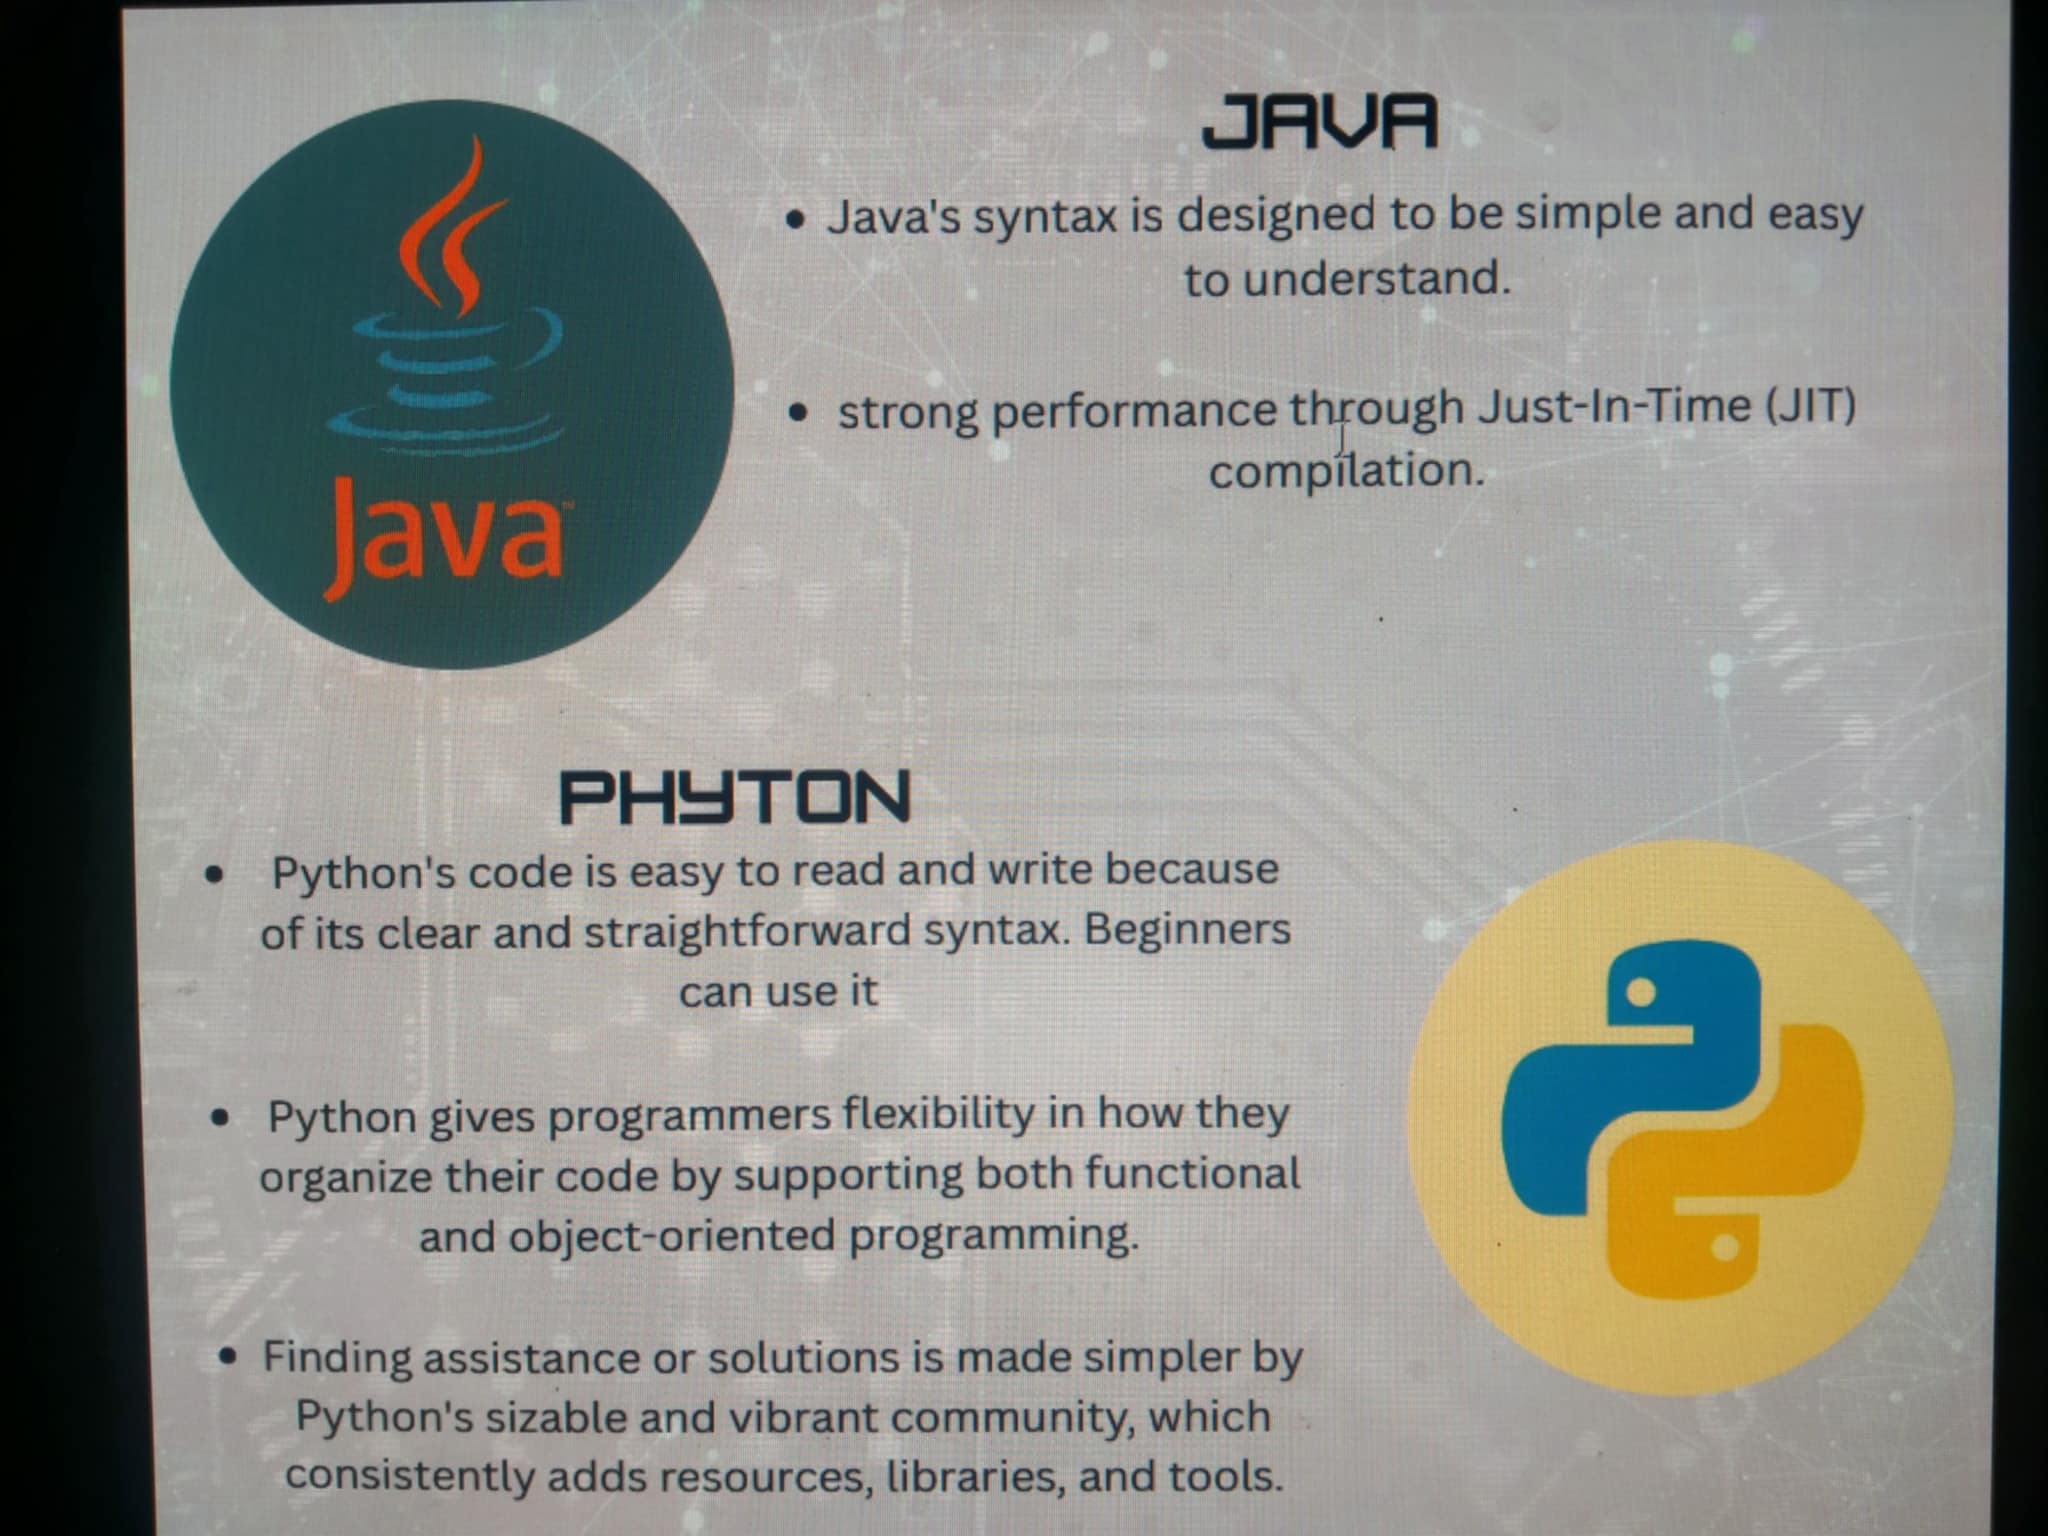 JAVA
• Java's syntax is designed to be simple and easy
to understand.
• strong performance through Just-In-Time (JIT)
compilation.
Java™
PHYTON
• Python's code is easy to read and write because
of its clear and straightforward syntax. Beginners
can use it
• Python gives programmers flexibility in how they
organize their code by supporting both functional
and object-oriented programming.
• Finding assistance or solutions is made simpler by
Python's sizable and vibrant community, which
consistently adds resources, libraries, and tools.